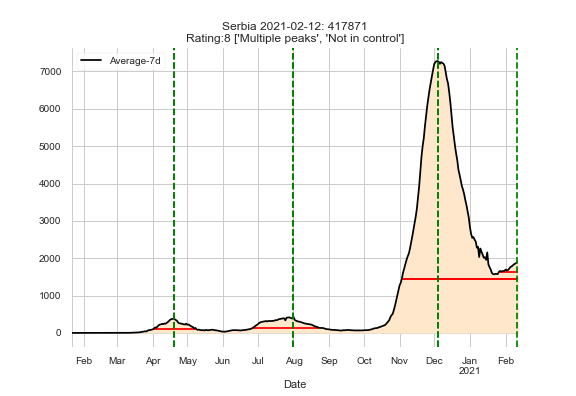 Serbia 2021-02-12: 417871
Rating:8 ['Multiple peaks', 'Not in control']
Average-7d
7000
6000
5000
4000
3000
2000
1000
0
Feb Mar Apr May Jun Jul Aug Sep Oct Nov Dec Jan Feb
2021
Date